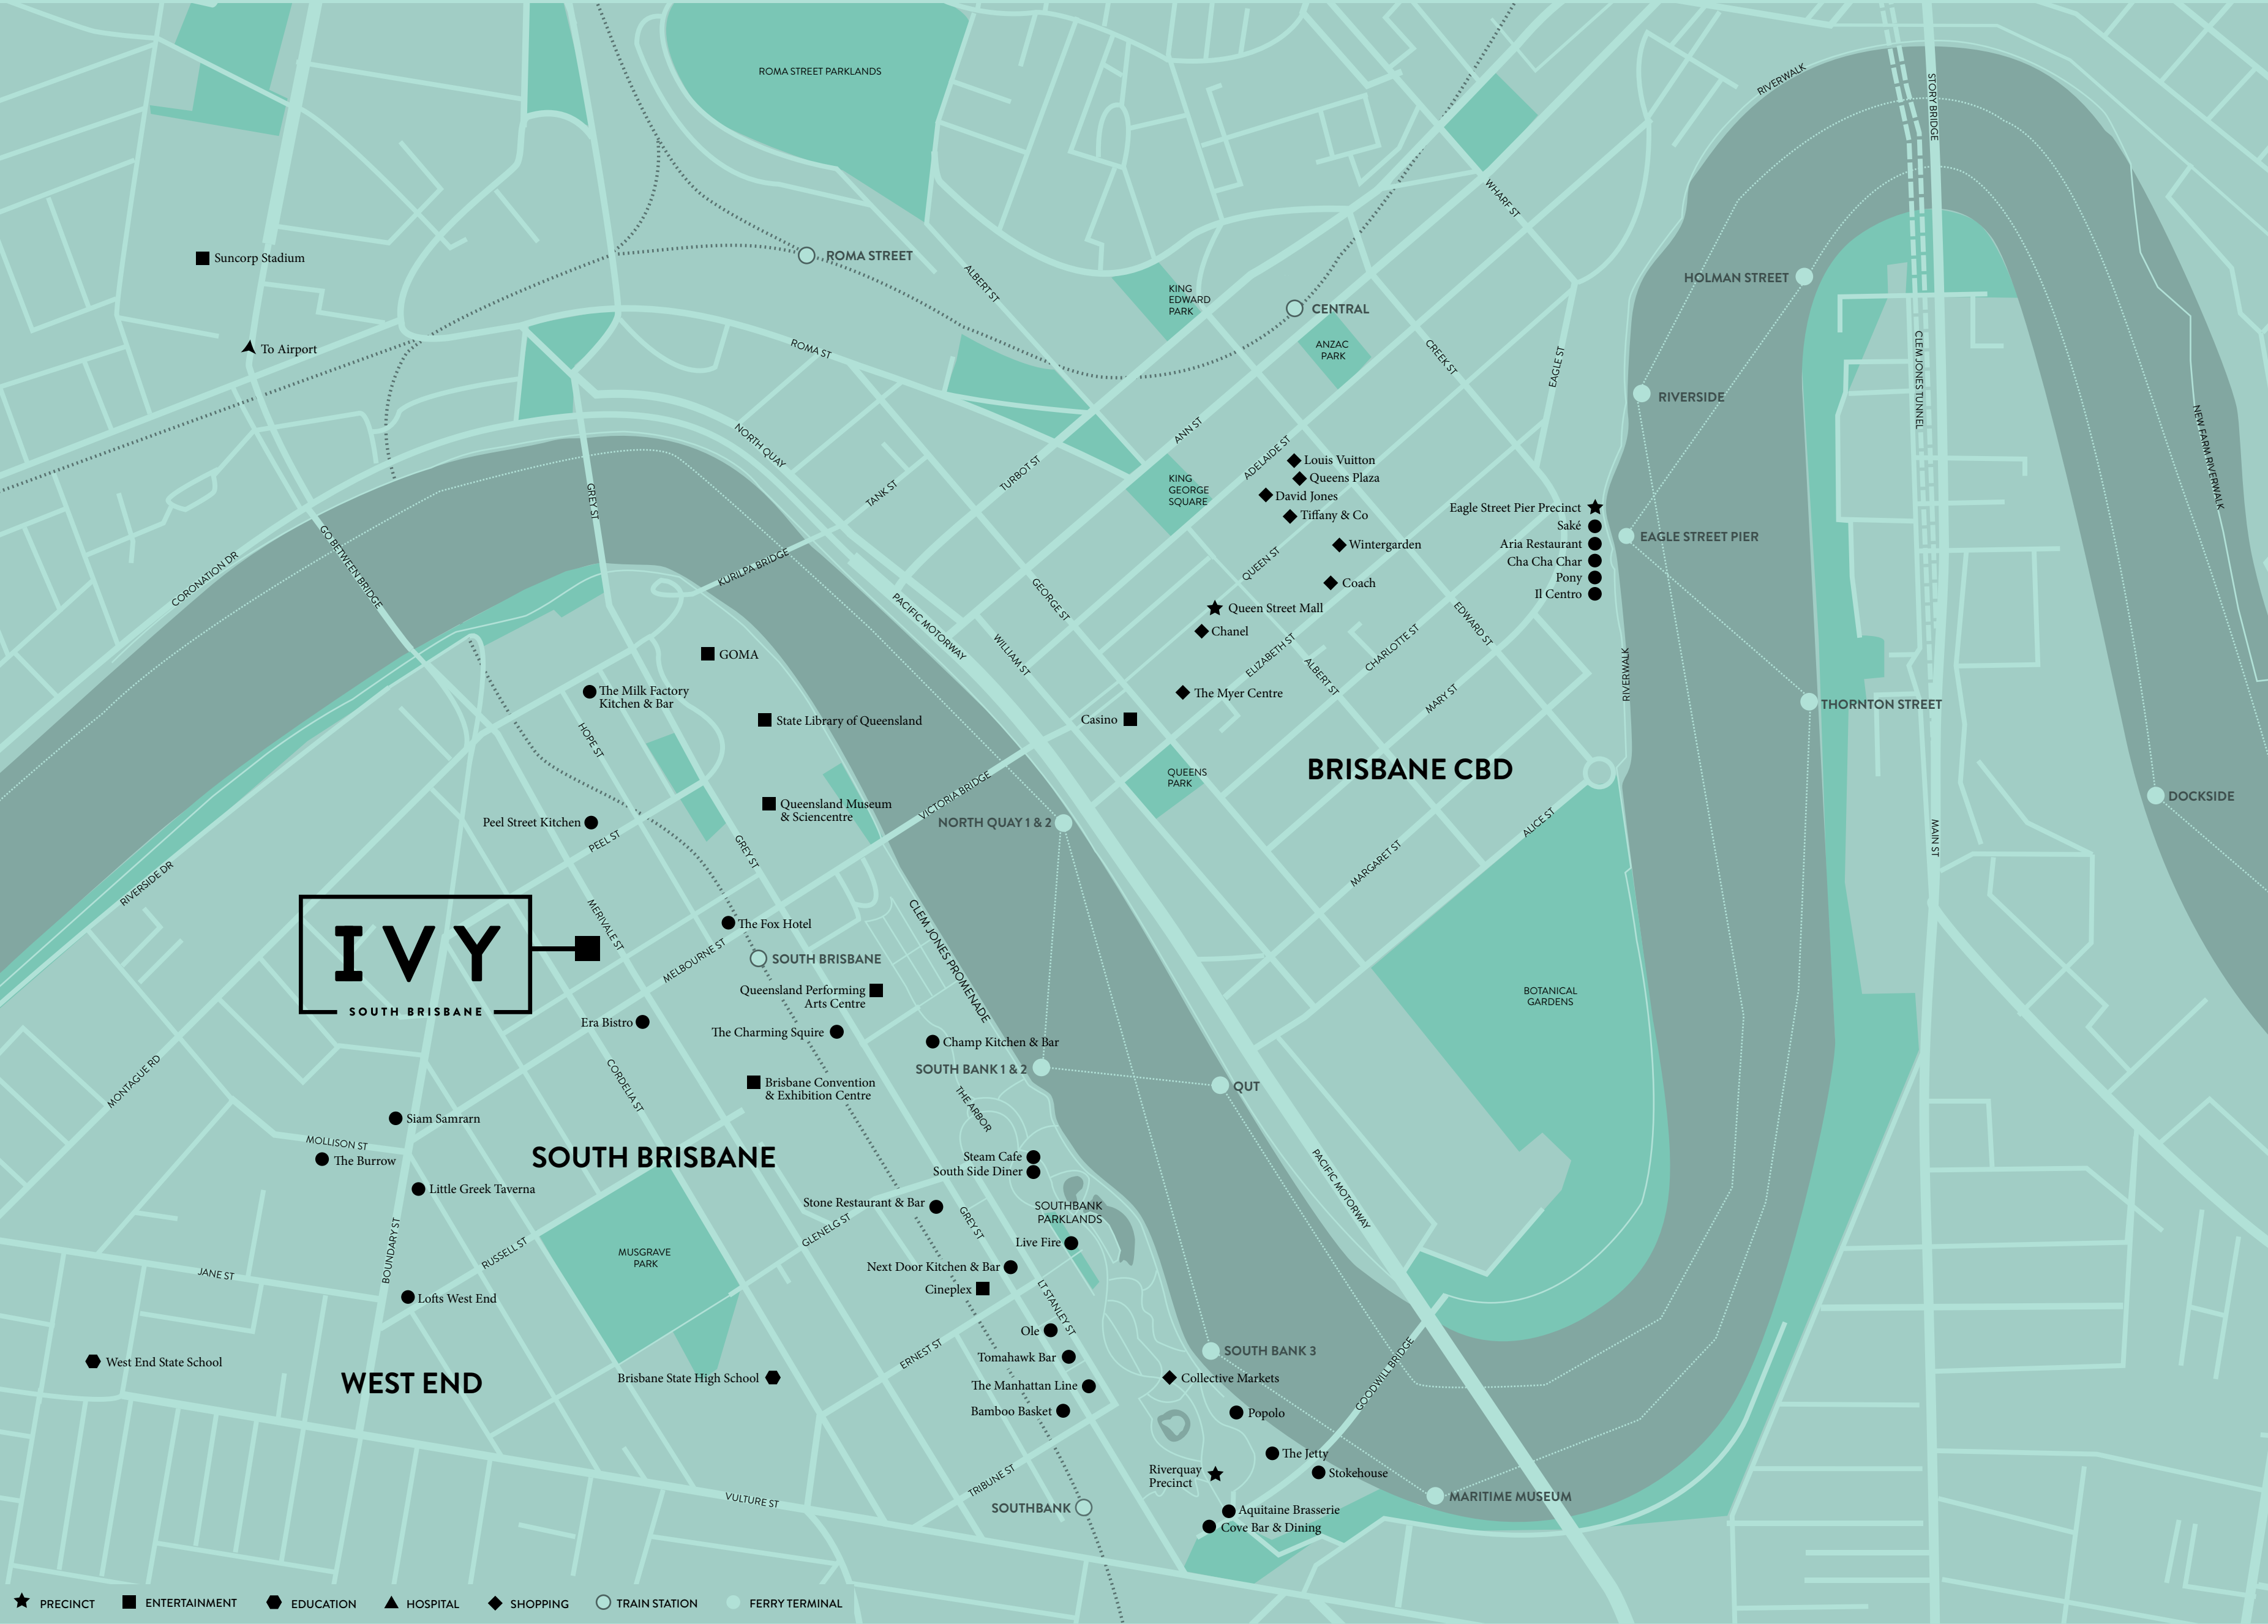 ROMA STREET PARKLANDS
RIVERWALK
STORY BRIDGE
WHARF ST
Suncorp Stadium
ROMA STREET
ALBERT ST
HOLMAN STREET
KING
EDWARD
PARK
CENTRAL
To Airport
ROMA ST
ANZAC
PARK
CREEK ST
EAGLE ST
CLEM JONES TUNNEL
RIVERSIDE
NEW FARM RIVERWALK
NORTH QUAY
ANN ST
ADELAIDE ST
Louis Vuitton
Queens Plaza
David Jones
Tiffany & Co
TURBOT ST
TANK ST
KING
GEORGE
SQUARE
GREY ST
Eagle Street Pier Precinct
Saké
Aria Restaurant
Cha Cha Char
Pony
Il Centro
EAGLE STREET PIER
GO BETWEEN BRIDGE
CORONATION DR
KURILPA BRIDGE
QUEEN ST
Wintergarden
Coach
PACIFIC MOTORWAY
GEORGE ST
WILLIAM ST
Queen Street Mall
Chanel
ELIZABETH ST
ALBERT ST
CHARLOTTE ST
EDWARD ST
MARY ST
RIVERWALK
GOMA
The Milk Factory
Kitchen & Bar
State Library of Queensland
HOPE ST
The Myer Centre
Casino
THORNTON STREET
BRISBANE CBD
QUEENS
PARK
VICTORIA BRIDGE
Queensland Museum
& Sciencentre
NORTH QUAY 1 & 2
DOCKSIDE
Peel Street Kitchen
PEEL ST
GREY ST
MARGARET ST
ALICE ST
MAIN ST
RIVERSIDE DR
IVY
SOUTH BRISBANE
MERIVALE ST
The Fox Hotel
MELBOURNE ST
SOUTH BRISBANE
CLEM JONES PROMENADE
Queensland Performing
Arts Centre
BOTANICAL
GARDENS
Era Bistro
The Charming Squire
Champ Kitchen & Bar
SOUTH BANK 1 & 2
QUT
MONTAGUE RD
CORDELIA ST
Brisbane Convention
& Exhibition Centre
THE ARBOR
Siam Samrarn
MOLLISON ST
The Burrow
SOUTH BRISBANE
Steam Cafe
South Side Diner
Little Greek Taverna
PACIFIC MOTORWAY
Stone Restaurant & Bar
SOUTHBANK
PARKLANDS
GLENELG ST
GREY ST
BOUNDARY ST
RUSSELL ST
MUSGRAVE
PARK
Live Fire
JANE ST
Next Door Kitchen & Bar
Cineplex
Lofts West End
LT STANLEY ST
Ole
ERNEST ST
Tomahawk Bar
SOUTH BANK 3
GOODWILL BRIDGE
West End State School
WEST END
Brisbane State High School
Collective Markets
The Manhattan Line
Bamboo Basket
Popolo
The Jetty
Stokehouse
Riverquay
Precinct
TRIBUNE ST
VULTURE ST
SOUTHBANK
MARITIME MUSEUM
Aquitaine Brasserie
Cove Bar & Dining
PRECINCT
ENTERTAINMENT
EDUCATION
HOSPITAL
SHOPPING
TRAIN STATION
FERRY TERMINAL